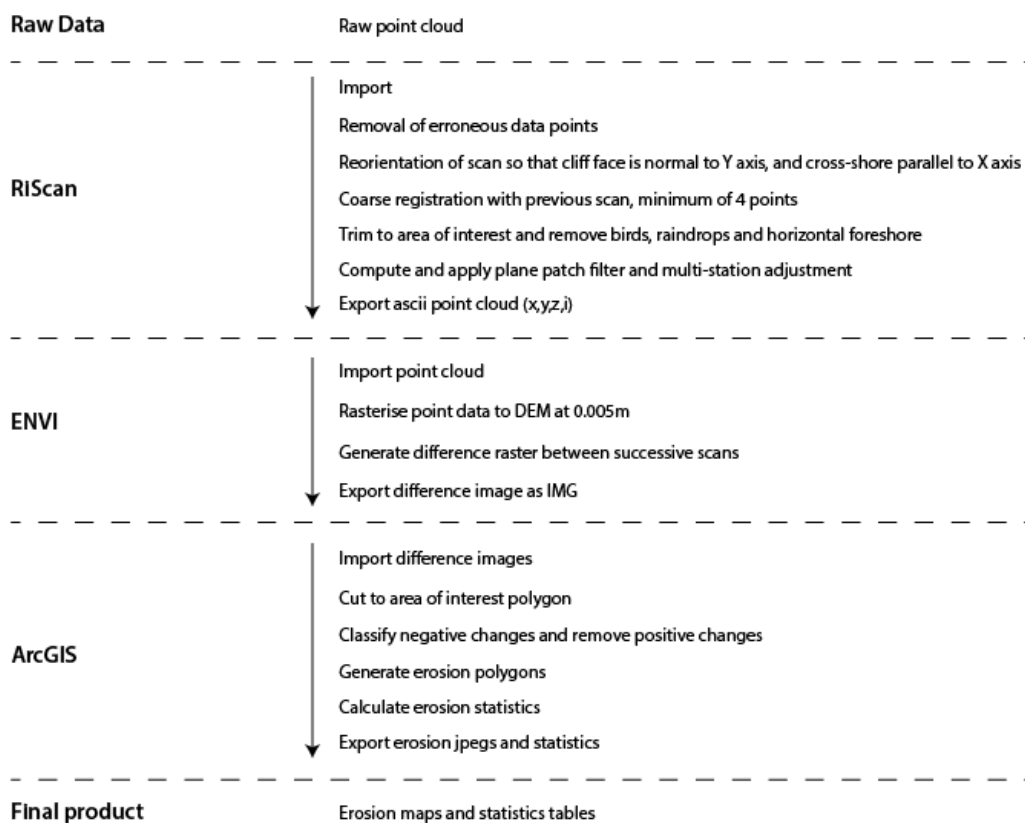 Raw Data
Raw point cloud
RiScan
Import
Removal of erroneous data points
Reorientation of scan so that cliff face is normal to Y axis, and cross-shore parallel to X axis
Coarse registration with previous scan, minimum of 4 points
Trim to area of interest and remove birds, raindrops and horizontal foreshore
Compute and apply plane patch filter and multi-station adjustment
Export ascii point cloud (x,y,z,i)
ENVI
Import point cloud
Rasterise point data to DEM at 0.005m
Generate difference raster between successive scans
Export difference image as IMG
ArcGIS
Import difference images
Cut to area of interest polygon
Classify negative changes and remove positive changes
Generate erosion polygons
Calculate erosion statistics
Export erosion jpegs and statistics
Final product
Erosion maps and statistics tables